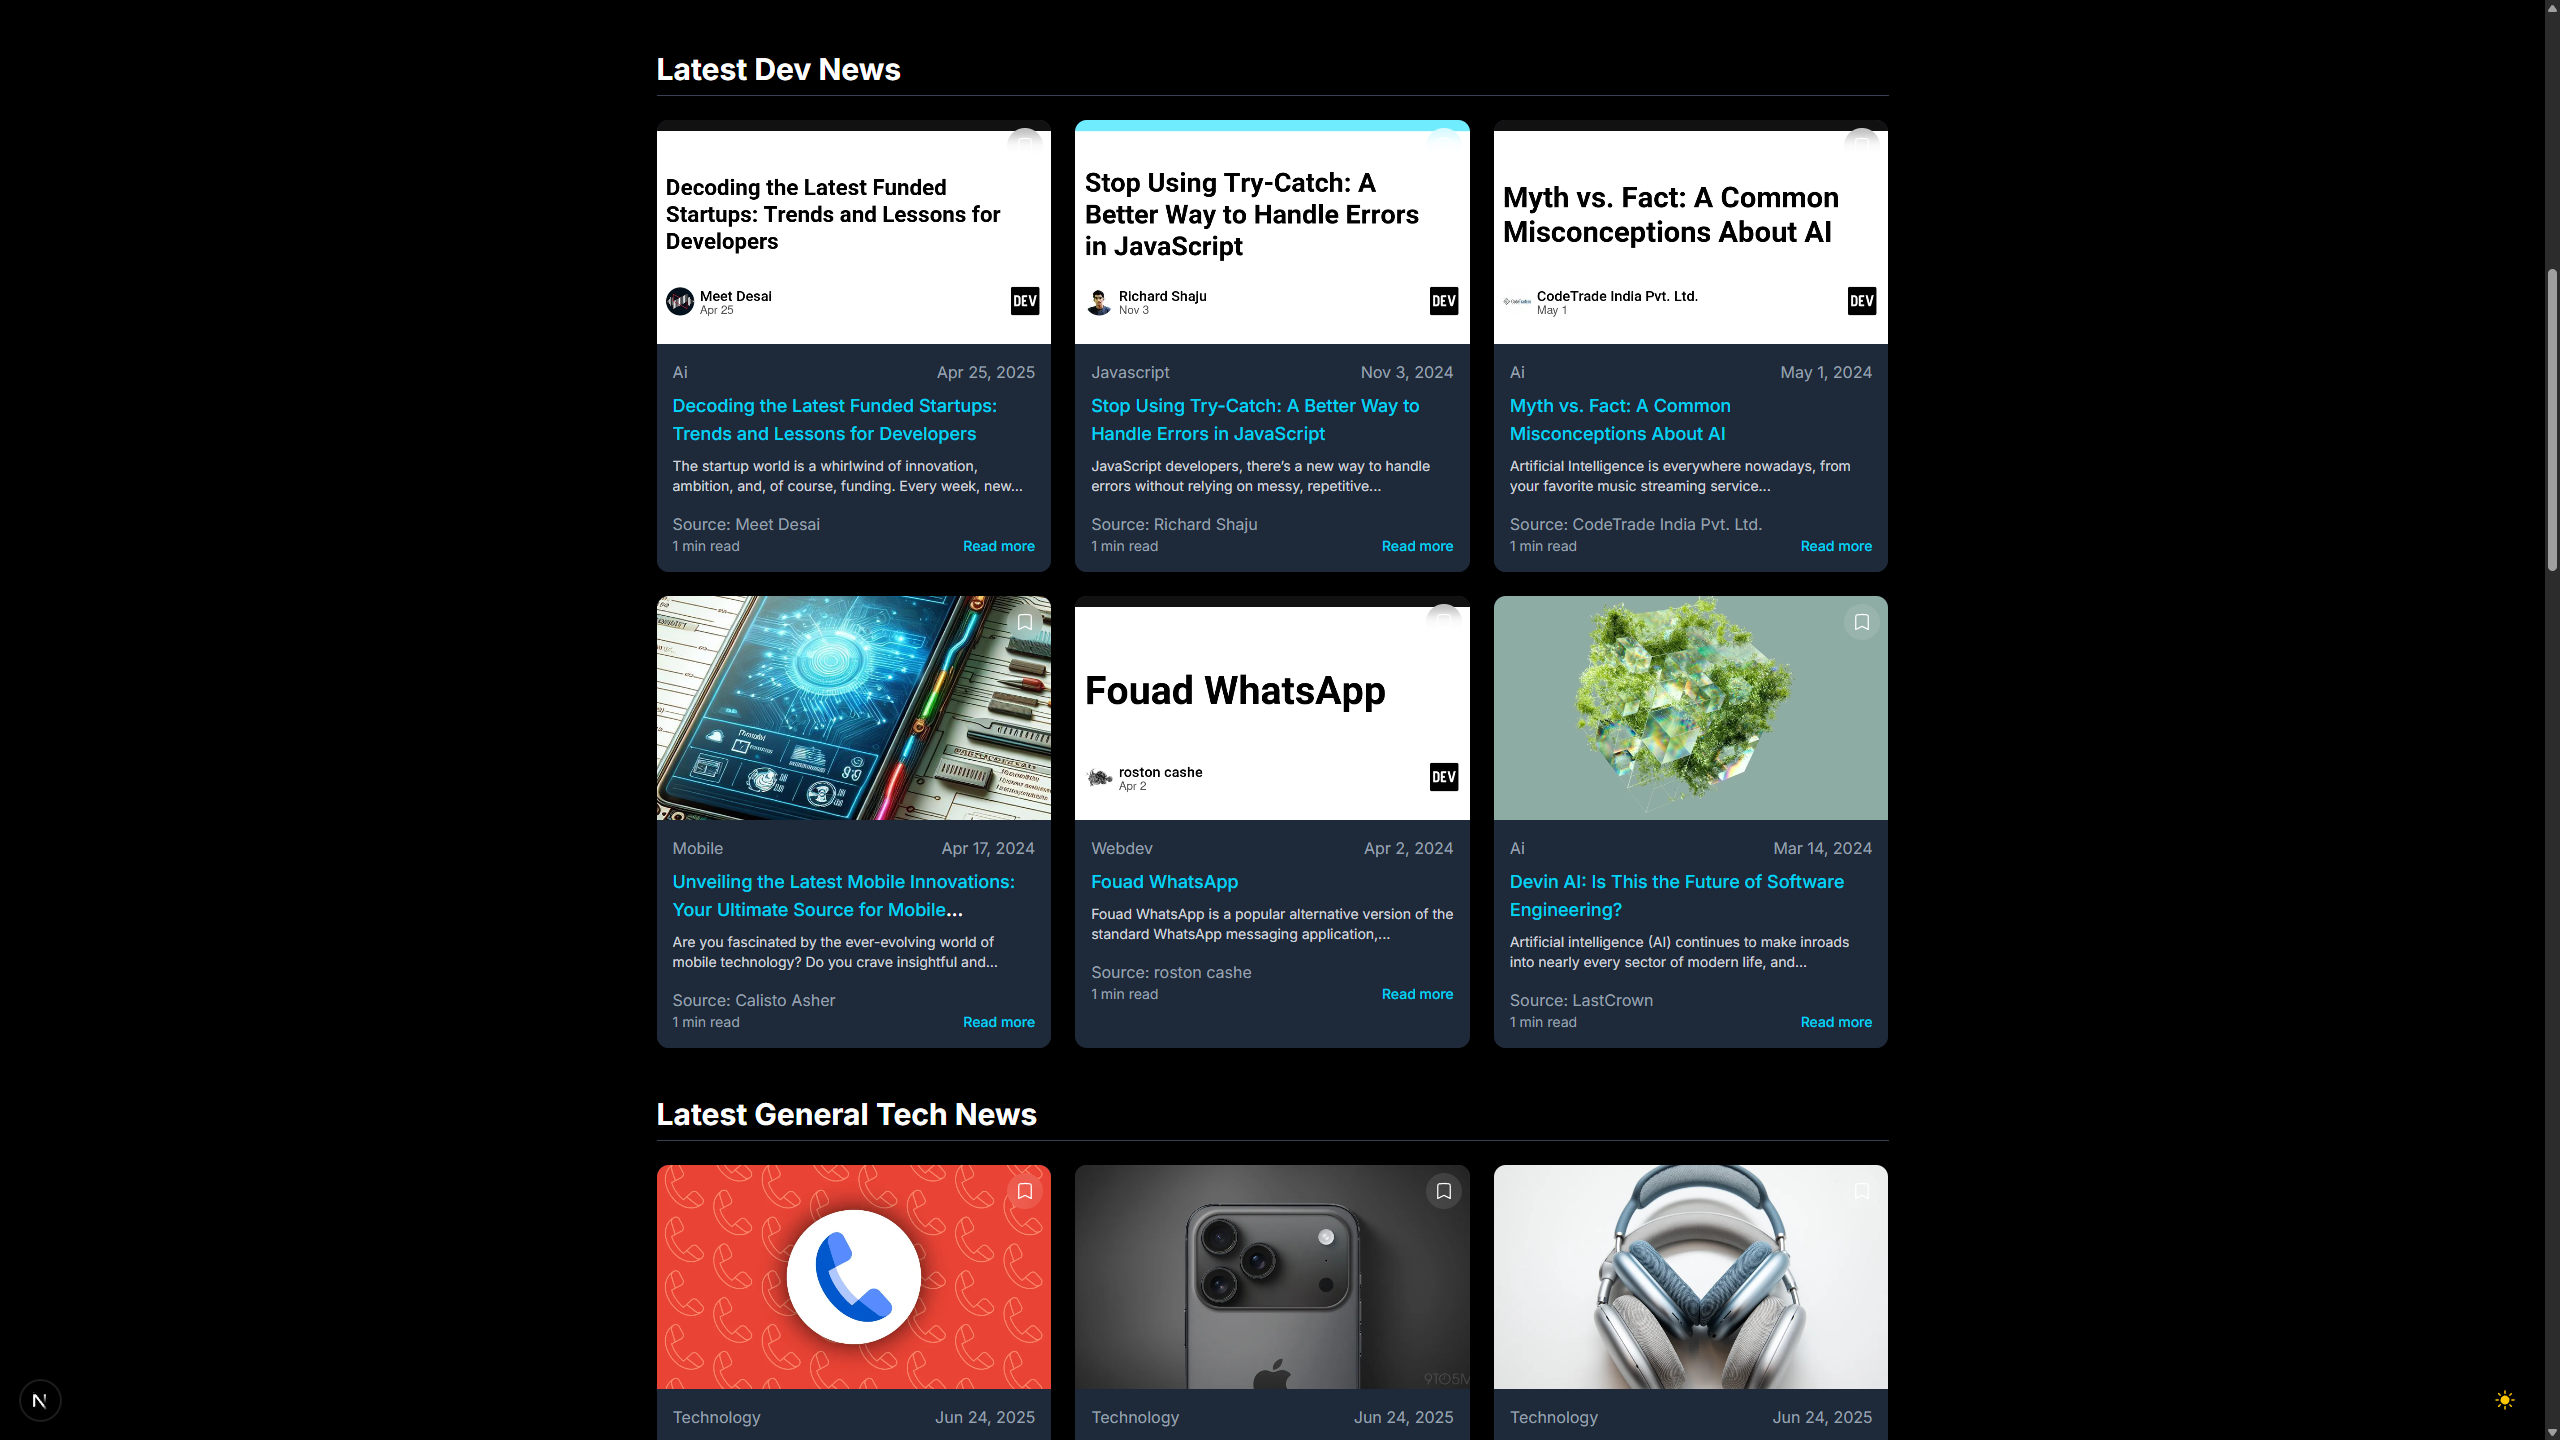 Latest Dev News
Decoding the Latest Funded
Startups: Trends and Lessons for
Developers
Meet Desai
Apr 25
DEV
Ai
Apr 25, 2025
Decoding the Latest Funded Startups:
Trends and Lessons for Developers
The startup world is a whirlwind of innovation,
ambition, and, of course, funding. Every week, new...
Source: Meet Desai
1 min read
Read more
Stop Using Try-Catch: A
Better Way to Handle Errors
in JavaScript
Richard Shaju
Nov 3
DEV
Javascript
Nov 3, 2024
Stop Using Try-Catch: A Better Way to
Handle Errors in JavaScript
JavaScript developers, there's a new way to handle
errors without relying on messy, repetitive...
Source: Richard Shaju
1 min read
Read more
Myth vs. Fact: A Common
Misconceptions About AI
CodeTrade India Pvt. Ltd.
May 1
DEV
Ai
May 1, 2024
Myth vs. Fact: A Common
Misconceptions About AI
Artificial Intelligence is everywhere nowadays, from
your favorite music streaming service...
Source: CodeTrade India Pvt. Ltd.
1 min read
Read more
Mobile
Apr 17, 2024
Unveiling the Latest Mobile Innovations:
Your Ultimate Source for Mobile...
Are you fascinated by the ever-evolving world of
mobile technology? Do you crave insightful and...
Source: Calisto Asher
1 min read
Read more
Fouad WhatsApp
roston cashe
Apr 2
DEV
Webdev
Apr 2, 2024
Fouad WhatsApp
Fouad WhatsApp is a popular alternative version of the
standard WhatsApp messaging application,...
Source: roston cashe
1 min read
Read more
Ai
Mar 14, 2024
Devin AI: Is This the Future of Software
Engineering?
Artificial intelligence (AI) continues to make inroads
into nearly every sector of modern life, and...
Source: LastCrown
1 min read
Read more
Latest General Tech News
9TO5M
Technology
Jun 24, 2025
Technology
Jun 24, 2025
Technology
Jun 24, 2025
N